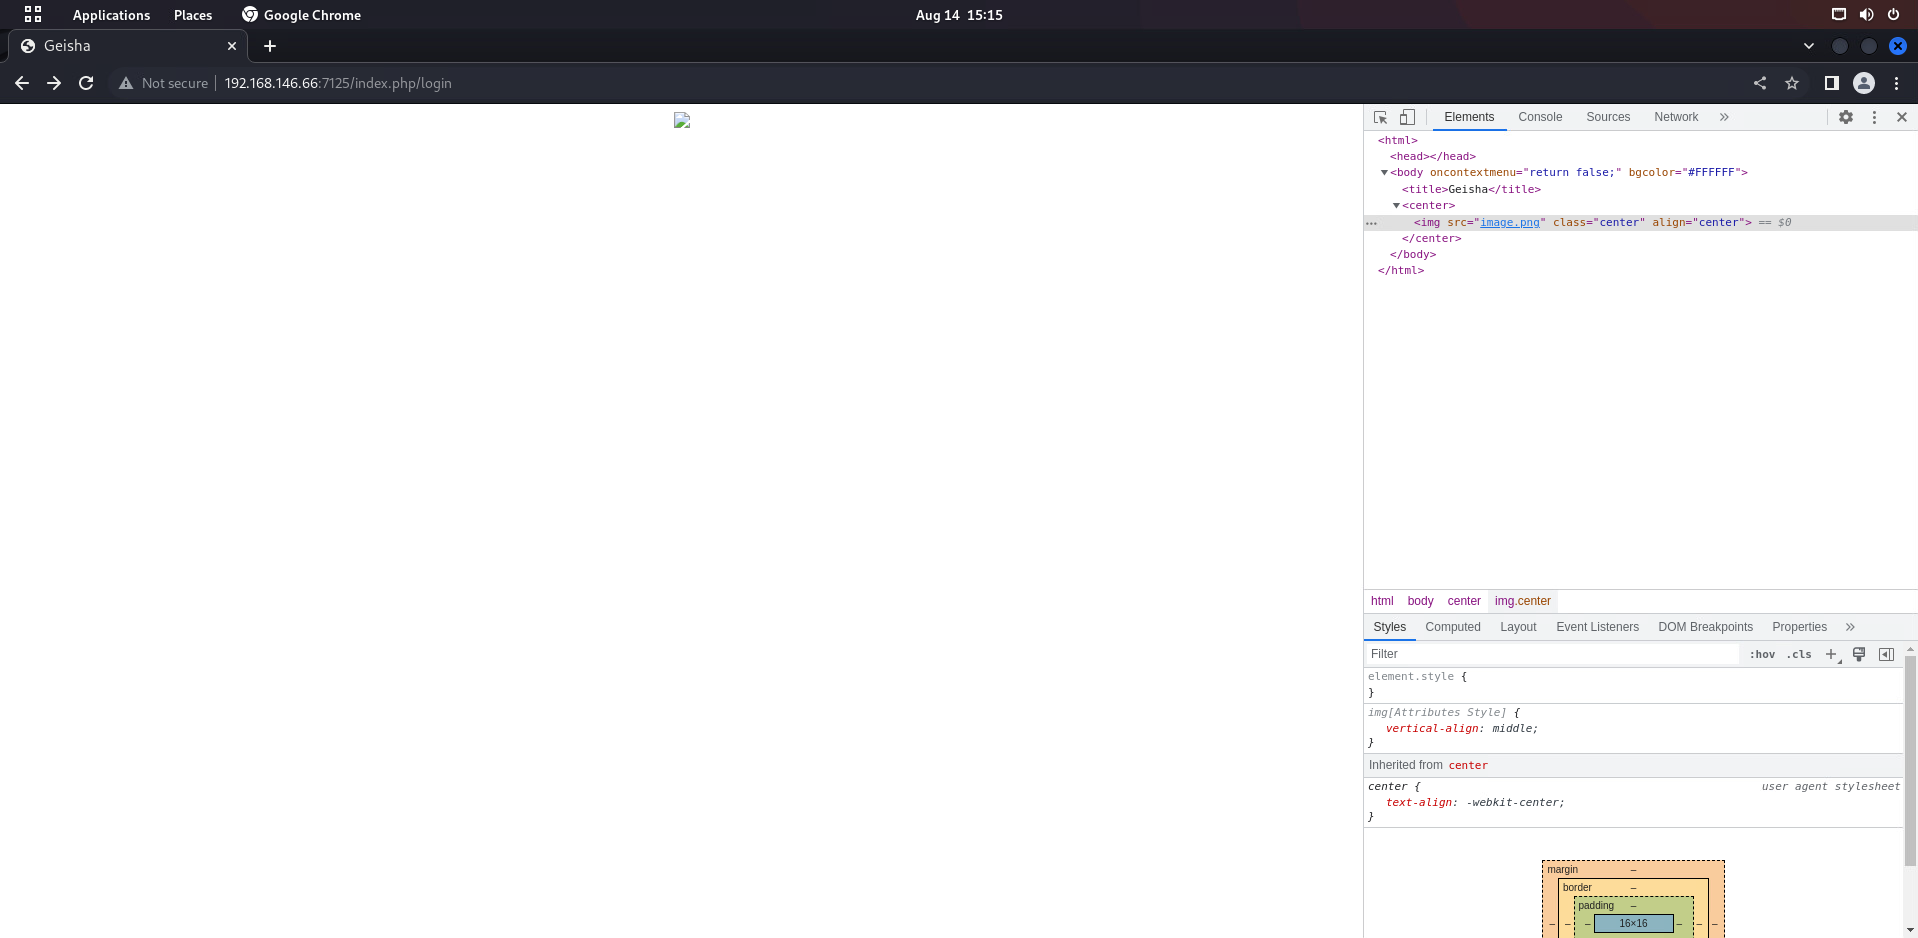 Applications Places Google Chrome Aug 14 15:15
Geisha
Not secure 192.168.146.66:7125/index.php/login
Elements Console Sources Network »
<html>
<head></head>
<body oncontextmenu="return false;" bgcolor="#FFFFFF">
<title>Geisha</title>
<center>
<img src="image.png" class="center" align="center"> == $0
</center>
</body>
</html>
html body center img.center
Styles Computed Layout Event Listeners DOM Breakpoints Properties »
Filter :hov .cls +
element.style {
}
img[Attributes Style] {
vertical-align: middle;
}
Inherited from center
center { user agent stylesheet
text-align: -webkit-center;
}
margin –
border –
padding –
– – – 16×16 – – –